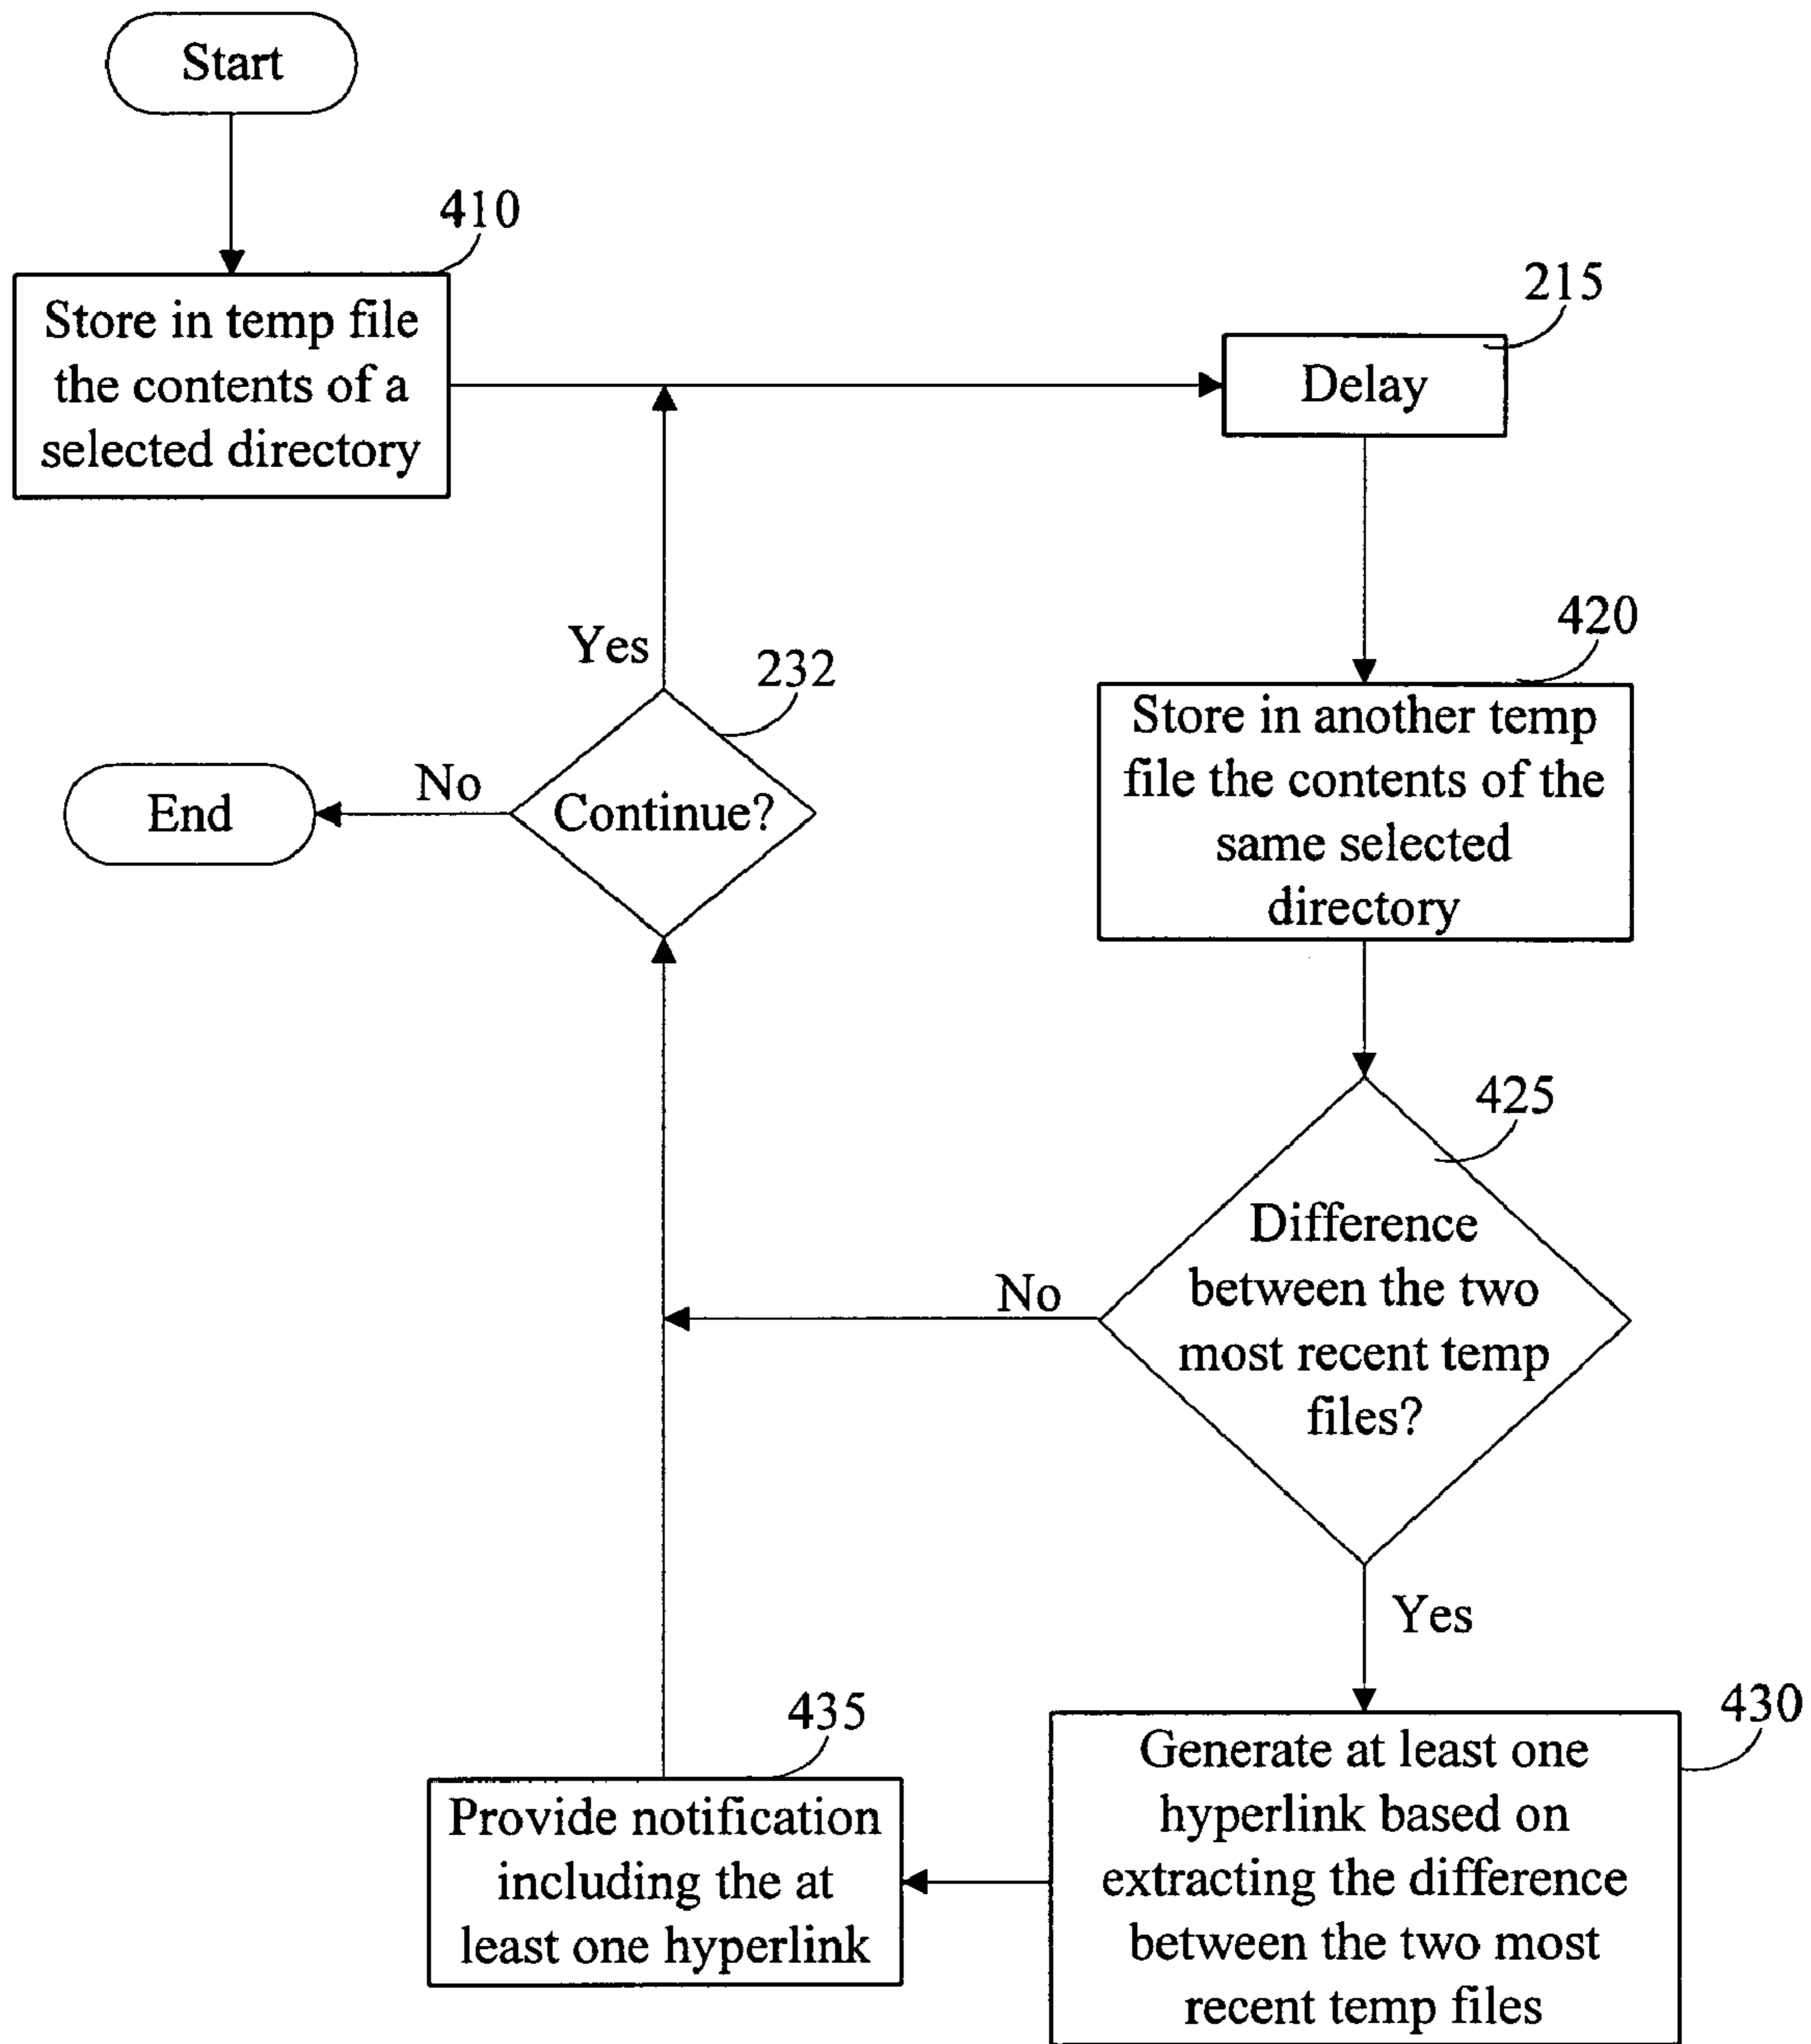 Start
410
Store in temp file
the contents of a
selected directory
215
Delay
420
Store in another temp
file the contents of the
same selected
directory
Yes
232
Continue?
No
End
425
Difference
between the two
most recent temp
files?
No
Yes
430
Generate at least one
hyperlink based on
extracting the difference
between the two most
recent temp files
435
Provide notification
including the at
least one hyperlink